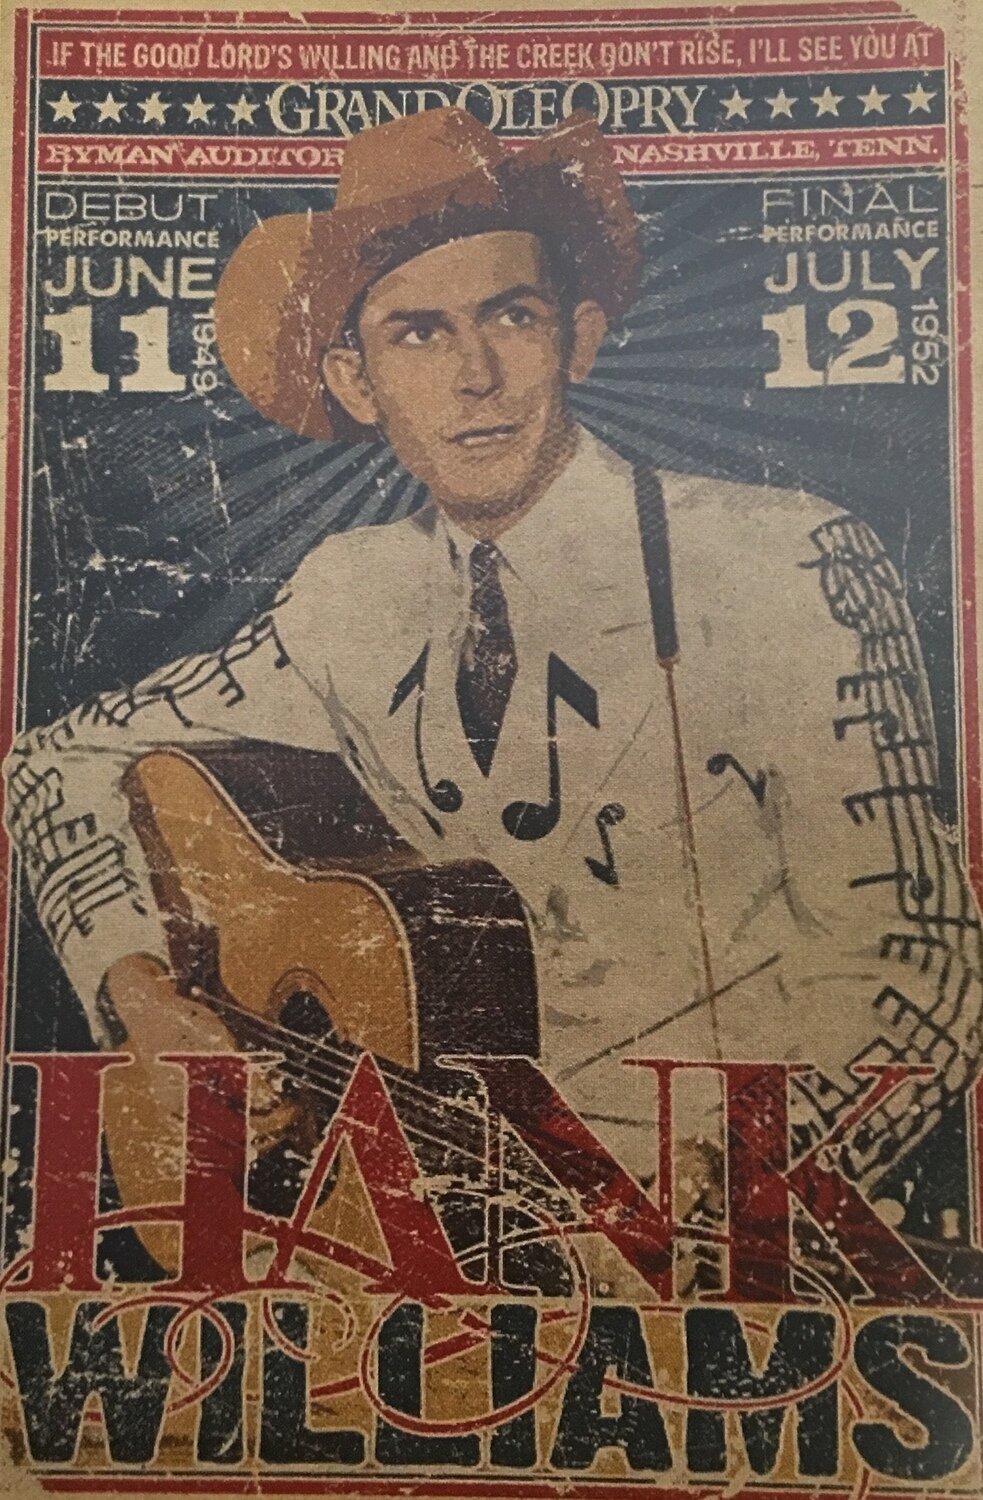 IF THE GOOD LORD'S WILLING AND THE CREEK DON'T RISE, I'LL SEE YOU AT
GRAND OLE OPRY
RYMAN AUDITOR NASHVILLE, TENN.
DEBUT
PERFORMANCE
JUNE
11 1949
FINAL
PERFORMANCE
JULY
12 1952
HANK
WILLIAMS